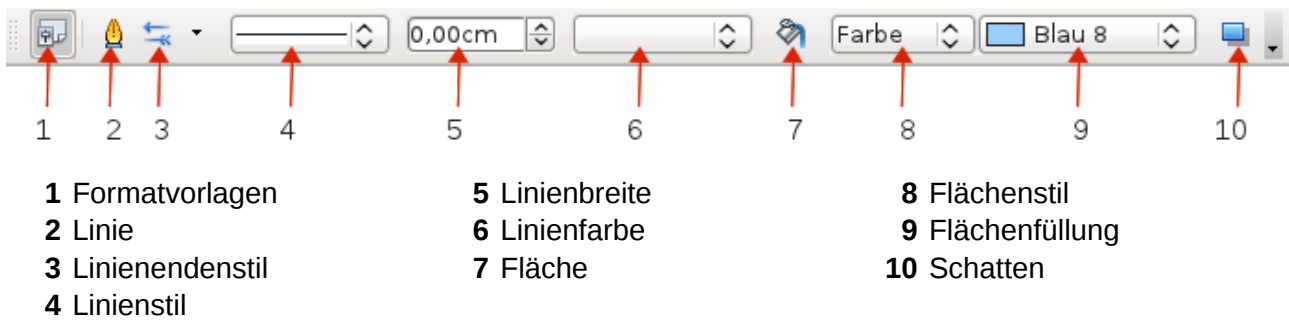 0,00cm Farbe Blau 8
1 2 3 4 5 6 7 8 9 10
1 Formatvorlagen
2 Linie
3 Linienendenstil
4 Linienstil
5 Linienbreite
6 Linienfarbe
7 Fläche
8 Flächenstil
9 Flächenfüllung
10 Schatten